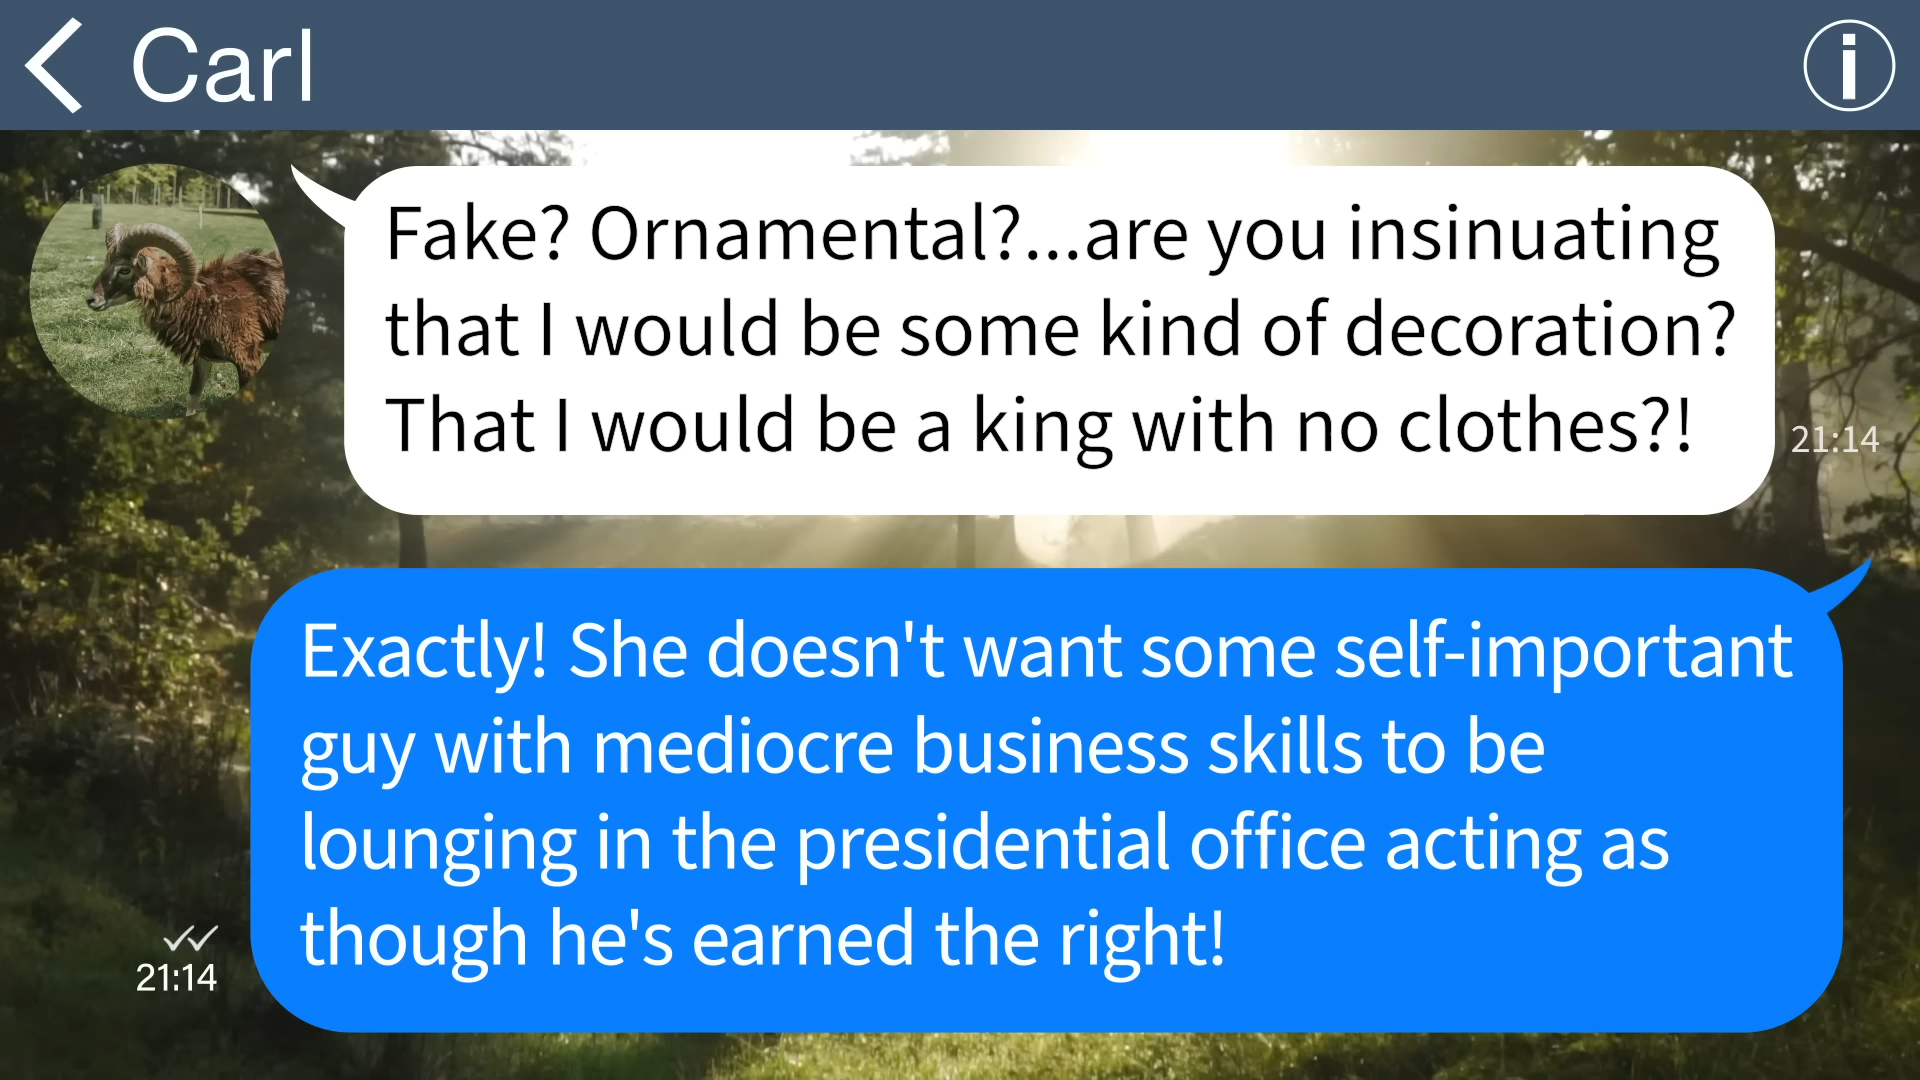 Carl
Fake? Ornamental?...are you insinuating
that I would be some kind of decoration?
That I would be a king with no clothes?!
21:14
Exactly! She doesn't want some self-important
guy with mediocre business skills to be
lounging in the presidential office acting as
though he's earned the right!
21:14